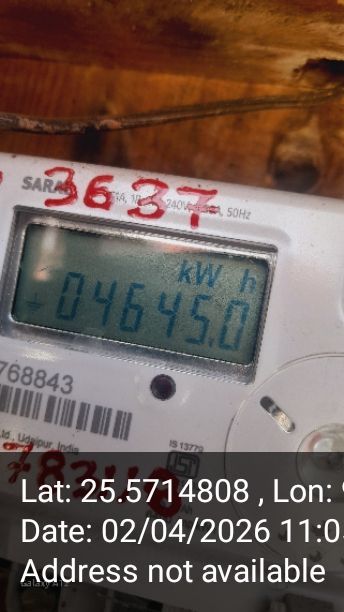 3637
240V
50Hz
kW h
04645.0
768843
Ltd., Udaipur, India
IS 13779
Lat: 25.5714808 , Lon:
Date: 02/04/2026 11:0
Address not available